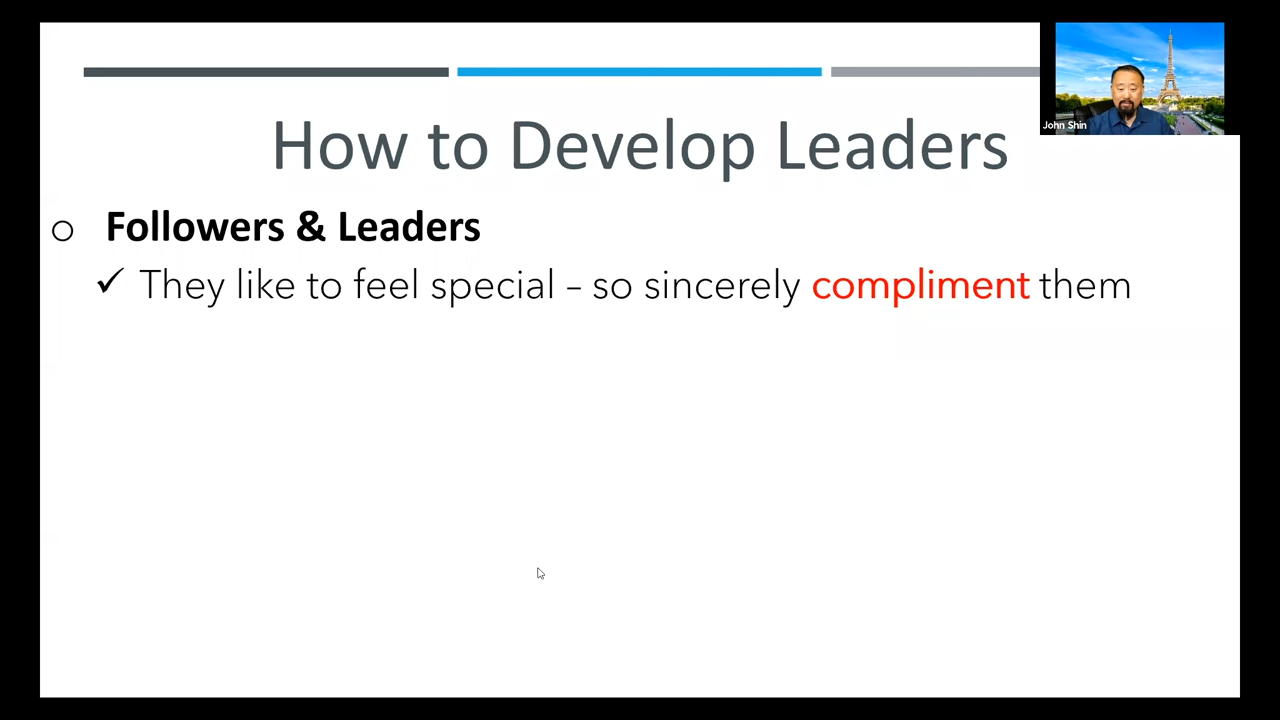 How to Develop Leaders
John Shin
o Followers & Leaders
✓ They like to feel special – so sincerely compliment them